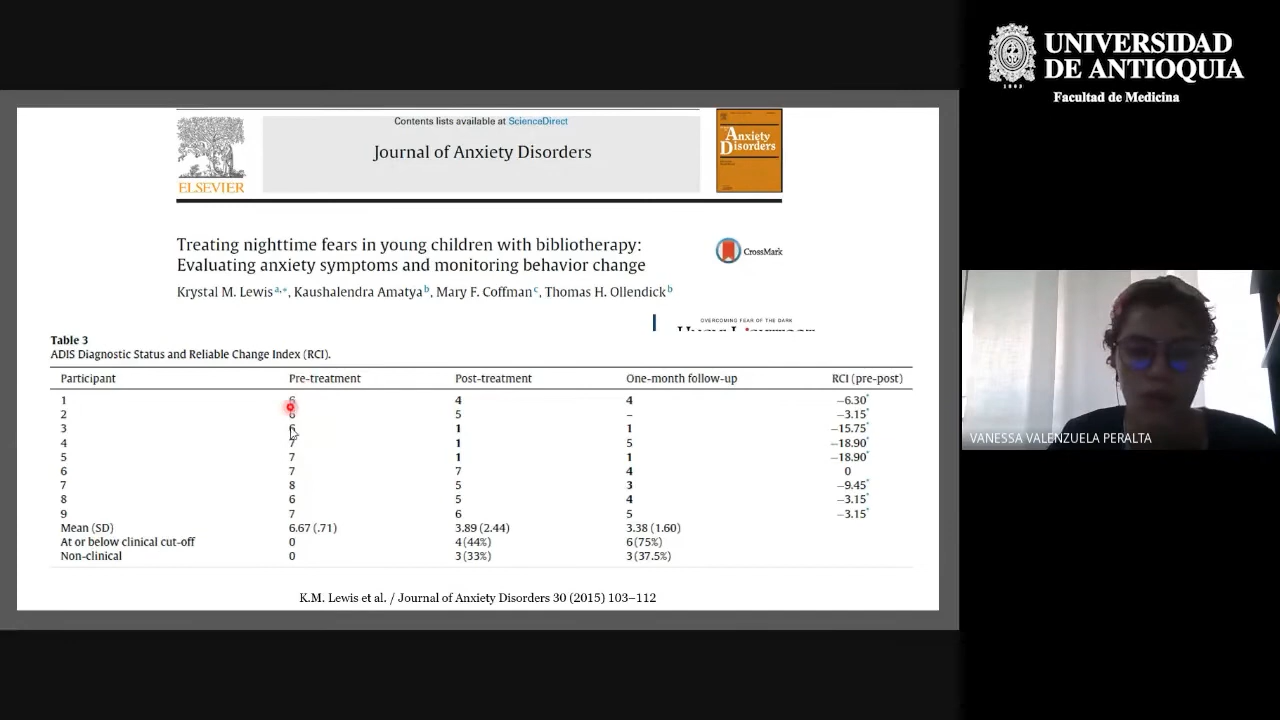 UNIVERSIDAD
DE ANTIOQUIA
1803
Facultad de Medicina
Contents lists available at ScienceDirect
Journal of Anxiety Disorders
ELSEVIER
Anxiety
Disorders
Treating nighttime fears in young children with bibliotherapy:
Evaluating anxiety symptoms and monitoring behavior change
CrossMark
Krystal M. Lewis a,*, Kaushalendra Amatya b, Mary F. Coffman c, Thomas H. Ollendick b
OVERCOMING FEAR OF THE DARK
Table 3
ADIS Diagnostic Status and Reliable Change Index (RCI).
Participant Pre-treatment Post-treatment One-month follow-up RCI (pre-post)
1 6 4 4 −6.30*
2 6 5 – −3.15*
3 6 1 1 −15.75*
4 7 1 5 −18.90*
5 7 1 1 −18.90*
6 7 7 4 0
7 8 5 3 −9.45*
8 6 5 4 −3.15*
9 7 6 5 −3.15*
Mean (SD) 6.67 (.71) 3.89 (2.44) 3.38 (1.60)
At or below clinical cut-off 0 4 (44%) 6 (75%)
Non-clinical 0 3 (33%) 3 (37.5%)
K.M. Lewis et al. / Journal of Anxiety Disorders 30 (2015) 103–112
VANESSA VALENZUELA PERALTA